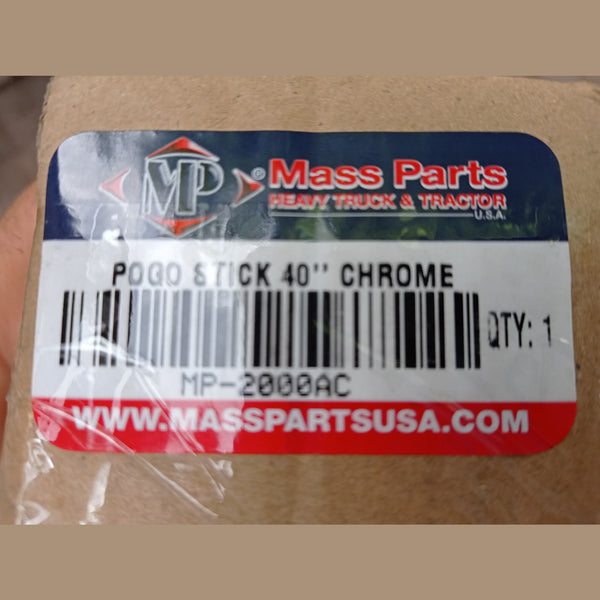 MP ® Mass Parts
HEAVY TRUCK & TRACTOR
U.S.A.
POGO STICK 40" CHROME
QTY: 1
MP-2000AC
WWW.MASSPARTSUSA.COM